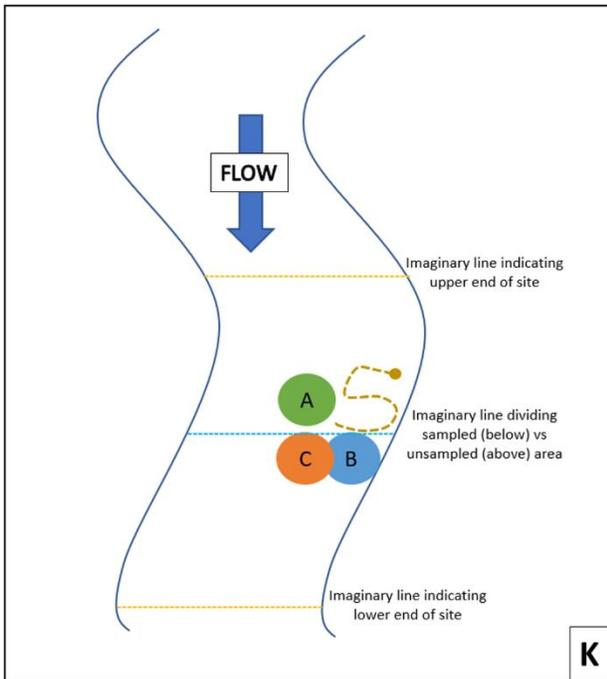 FLOW
Imaginary line indicating
upper end of site
A
Imaginary line dividing
sampled (below) vs
unsampled (above) area
C B
Imaginary line indicating
lower end of site
K